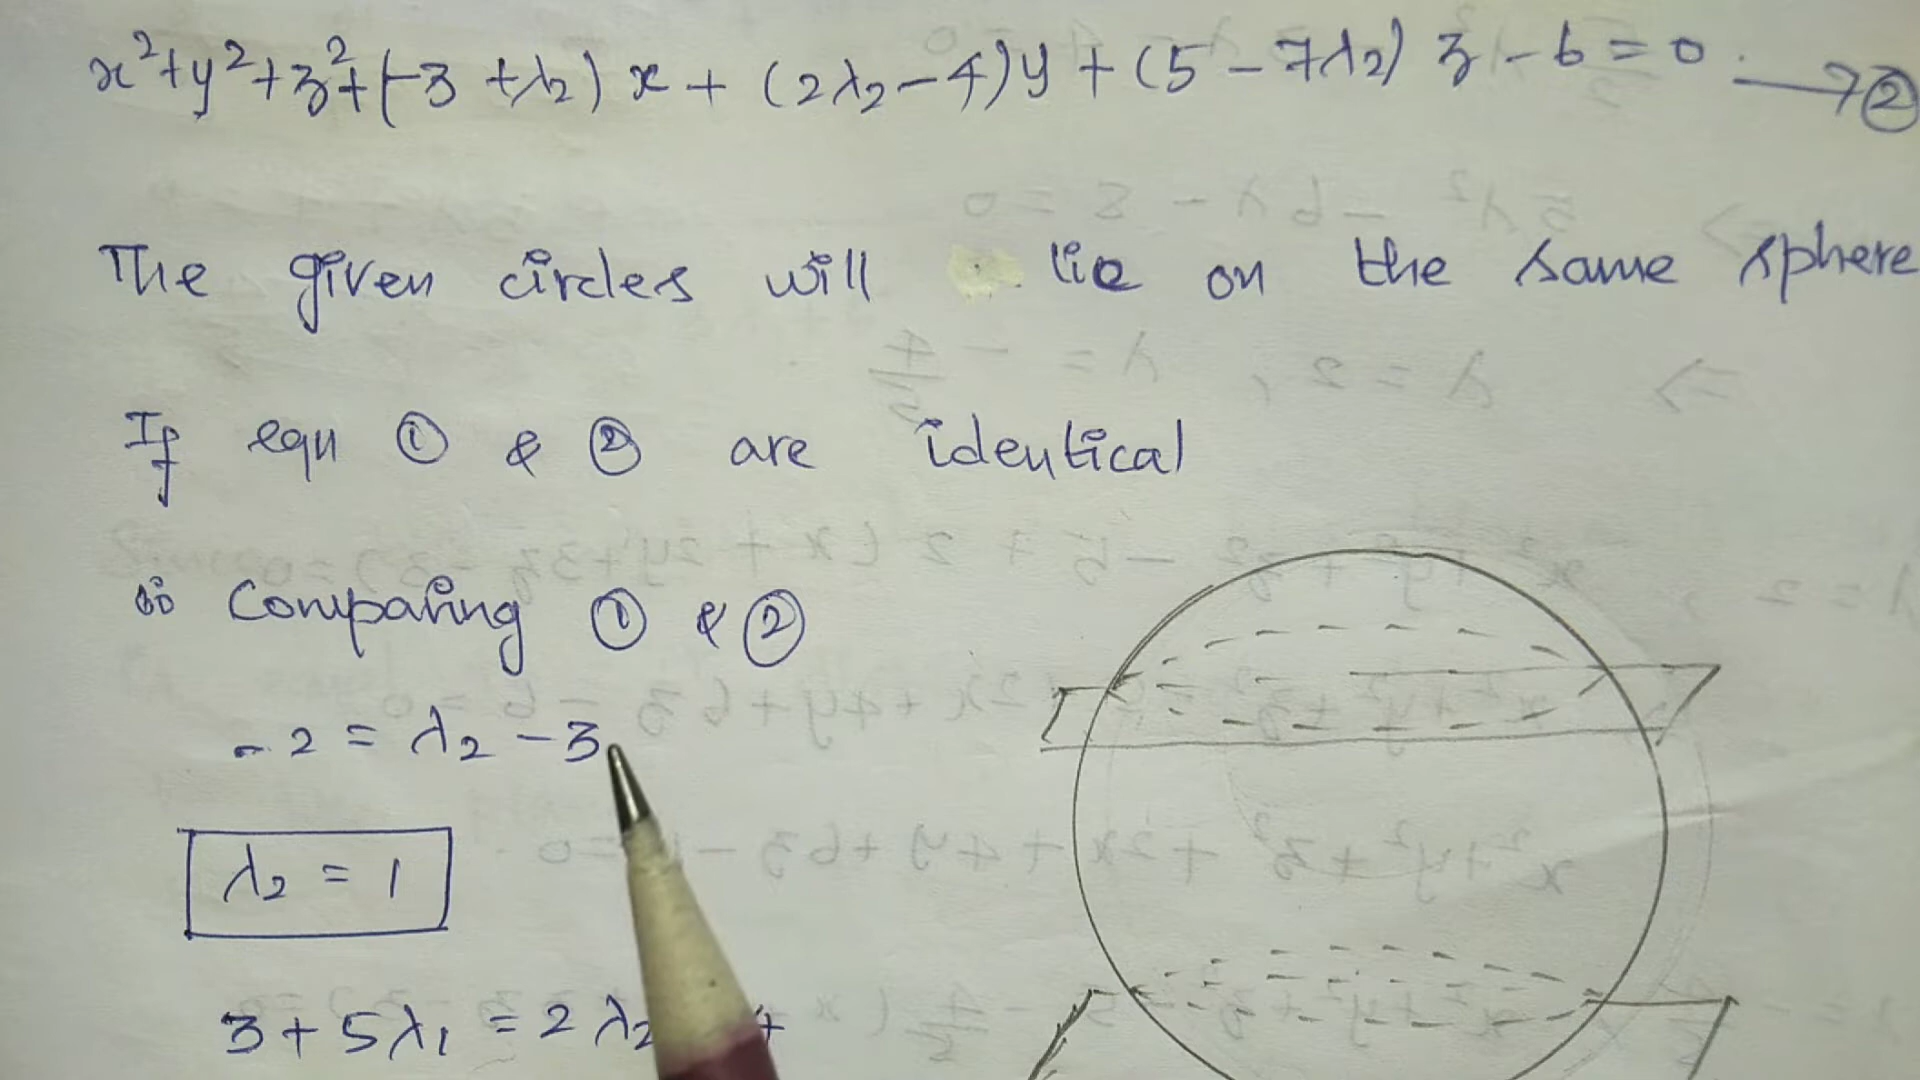 x²+y²+z²+(-3+λ₂)x+(2λ₂-4)y+(5-7λ₂)z-6=0 → ②
The given circles will lie on the same sphere
If eqn ① & ② are identical
∴ Comparing ① & ②
-2 = λ₂ - 3
λ₂ = 1
3+5λ₁ = 2λ₂